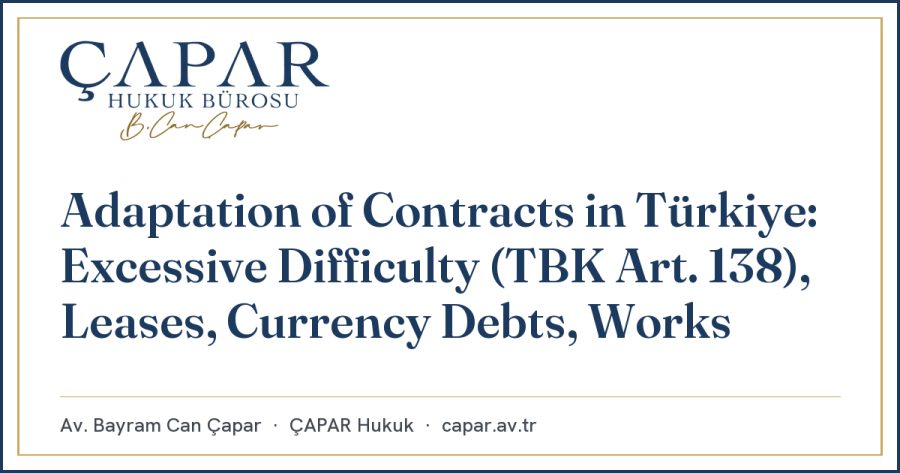 ÇAPAR
HUKUK BÜROSU
B.Can Çapar
Adaptation of Contracts in Türkiye:
Excessive Difficulty (TBK Art. 138),
Leases, Currency Debts, Works
Av. Bayram Can Çapar · ÇAPAR Hukuk · capar.av.tr